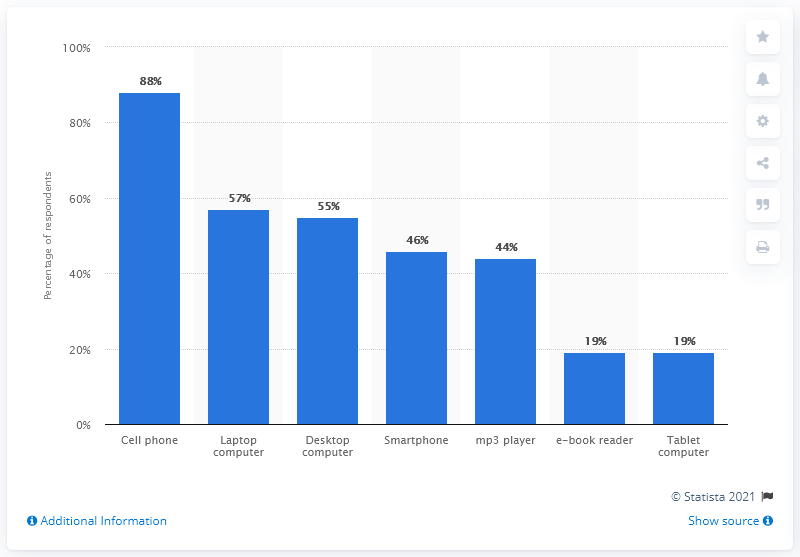 100%
80%
60%
40%
20%
0%
Percentage of respondents
88%
57%
55%
46%
44%
19%
19%
Cell phone
Laptop
computer
Desktop
computer
Smartphone
mp3 player
e-book reader
Tablet
computer
© Statista 2021
Additional Information
Show source